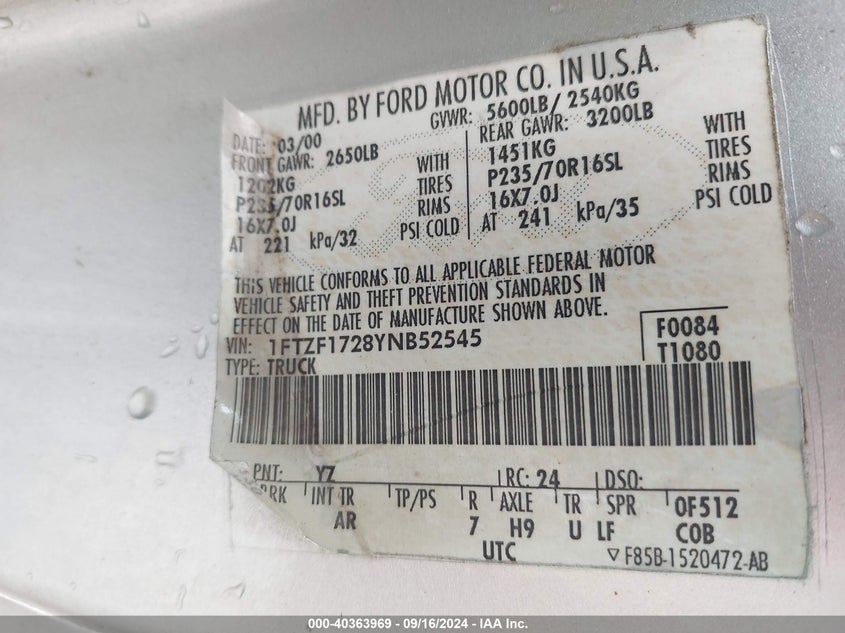 MFD. BY FORD MOTOR CO. IN U.S.A.
DATE: 03/00 GVWR: 5600LB/ 2540KG
FRONT GAWR: 2650LB REAR GAWR: 3200LB
1202KG WITH 1451KG WITH
P235/70R16SL TIRES P235/70R16SL TIRES
16X7.0J RIMS 16X7.0J RIMS
AT 221 kPa/32 PSI COLD AT 241 kPa/35 PSI COLD
THIS VEHICLE CONFORMS TO ALL APPLICABLE FEDERAL MOTOR
VEHICLE SAFETY AND THEFT PREVENTION STANDARDS IN
EFFECT ON THE DATE OF MANUFACTURE SHOWN ABOVE.
VIN: 1FTZF1728YNB52545 F0084
TYPE: TRUCK T1080
PNT: YZ RC: 24 DSO:
BRK INT TR TP/PS R AXLE TR SPR 0F512
AR 7 H9 U LF COB
UTC ▽ F85B-1520472-AB
000-40363969 - 09/16/2024 - IAA Inc.